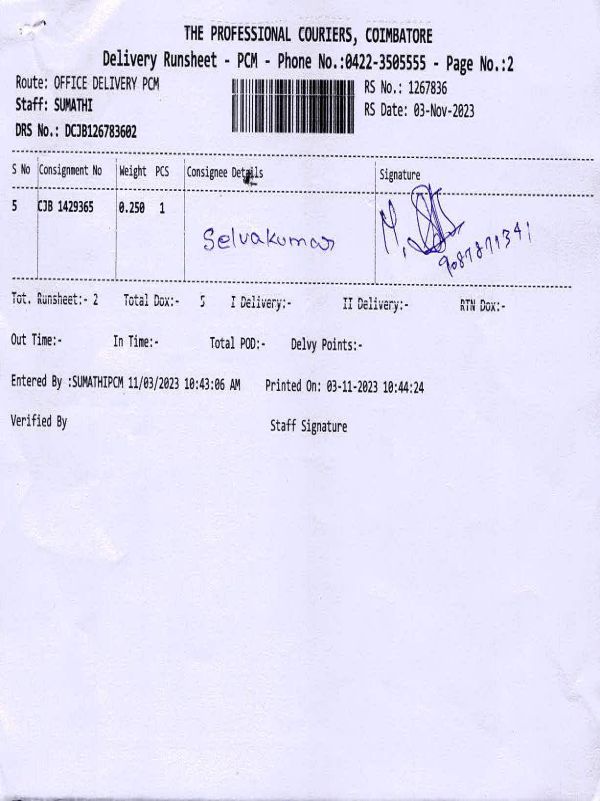 THE PROFESSIONAL COURIERS, COIMBATORE
Delivery Runsheet - PCM - Phone No.:0422-3505555 - Page No.:2
Route: OFFICE DELIVERY PCM RS No.: 1267836
Staff: SUMATHI RS Date: 03-Nov-2023
DRS No.: DCJB126783602
S No Consignment No Weight PCS Consignee Details Signature
5 CJB 1429365 0.250 1
Selvakumar
9087871341
Tot. Runsheet:- 2 Total Dox:- 5 I Delivery:- II Delivery:- RTN Dox:-
Out Time:- In Time:- Total POD:- Delvy Points:-
Entered By :SUMATHIPCM 11/03/2023 10:43:06 AM Printed On: 03-11-2023 10:44:24
Verified By Staff Signature